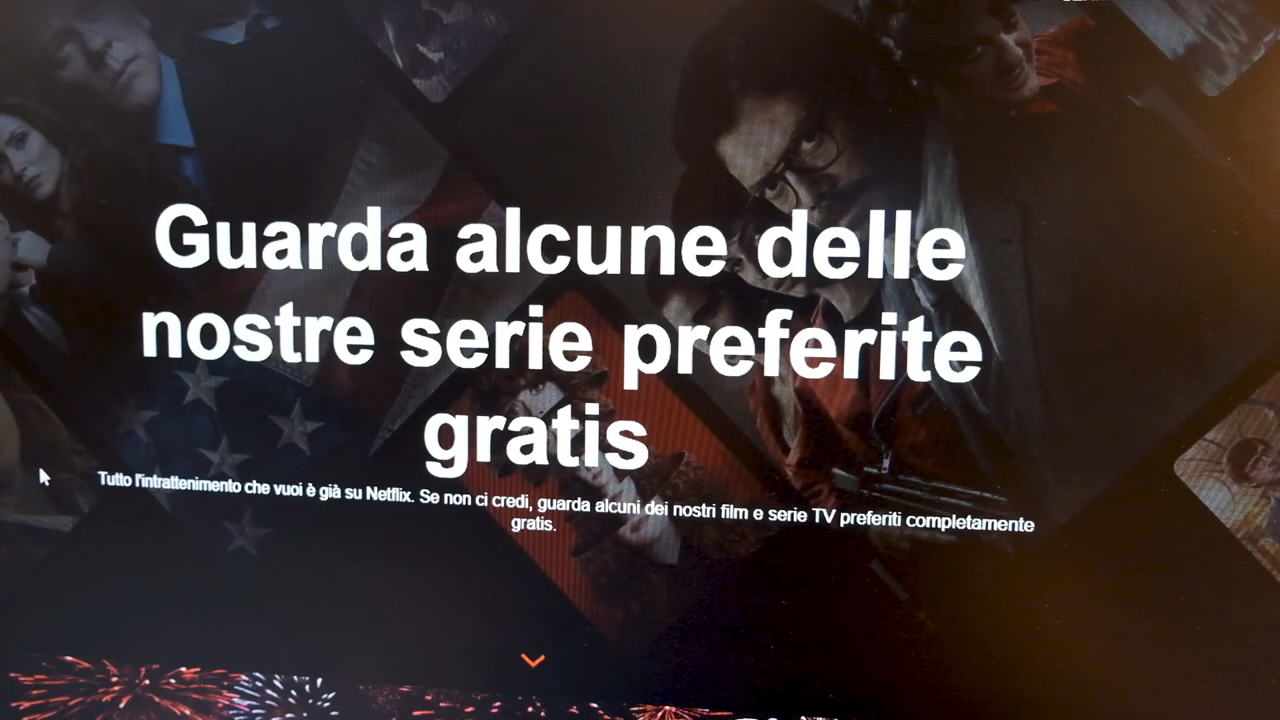 Guarda alcune delle
nostre serie preferite
gratis
Tutto l'intrattenimento che vuoi è già su Netflix. Se non ci credi, guarda alcuni dei nostri film e serie TV preferiti completamente
gratis.